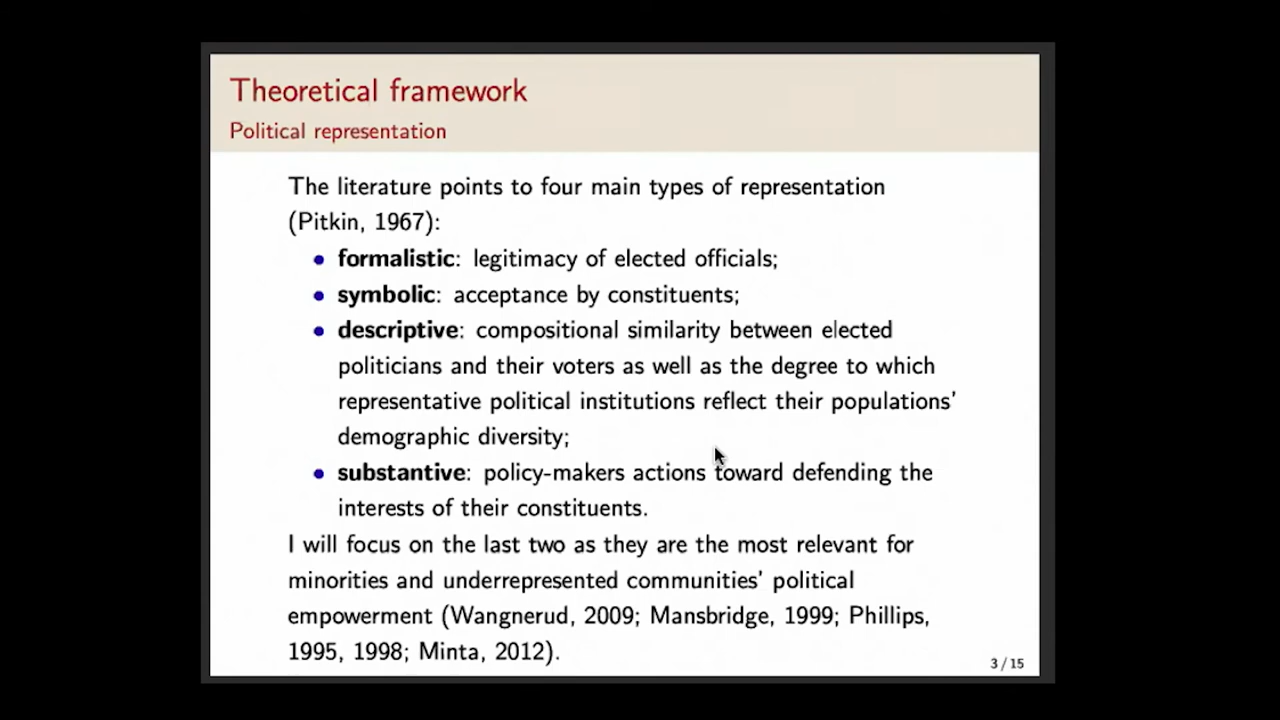 Theoretical framework
Political representation
The literature points to four main types of representation
(Pitkin, 1967):
• formalistic: legitimacy of elected officials;
• symbolic: acceptance by constituents;
• descriptive: compositional similarity between elected
politicians and their voters as well as the degree to which
representative political institutions reflect their populations'
demographic diversity;
• substantive: policy-makers actions toward defending the
interests of their constituents.
I will focus on the last two as they are the most relevant for
minorities and underrepresented communities' political
empowerment (Wangnerud, 2009; Mansbridge, 1999; Phillips,
1995, 1998; Minta, 2012).
3 / 15